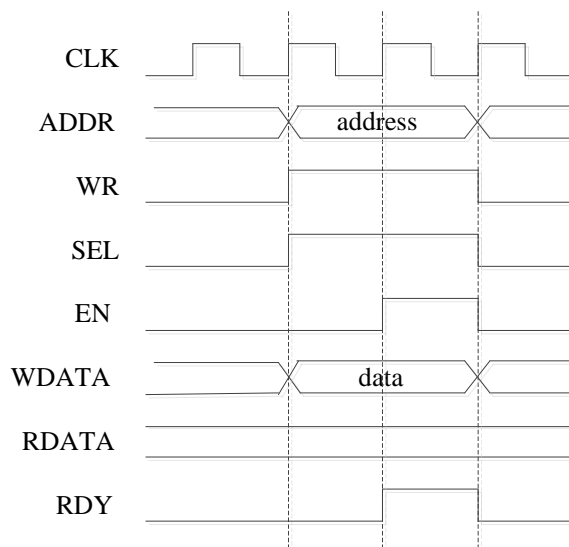 CLK
ADDR address
WR
SEL
EN
WDATA data
RDATA
RDY